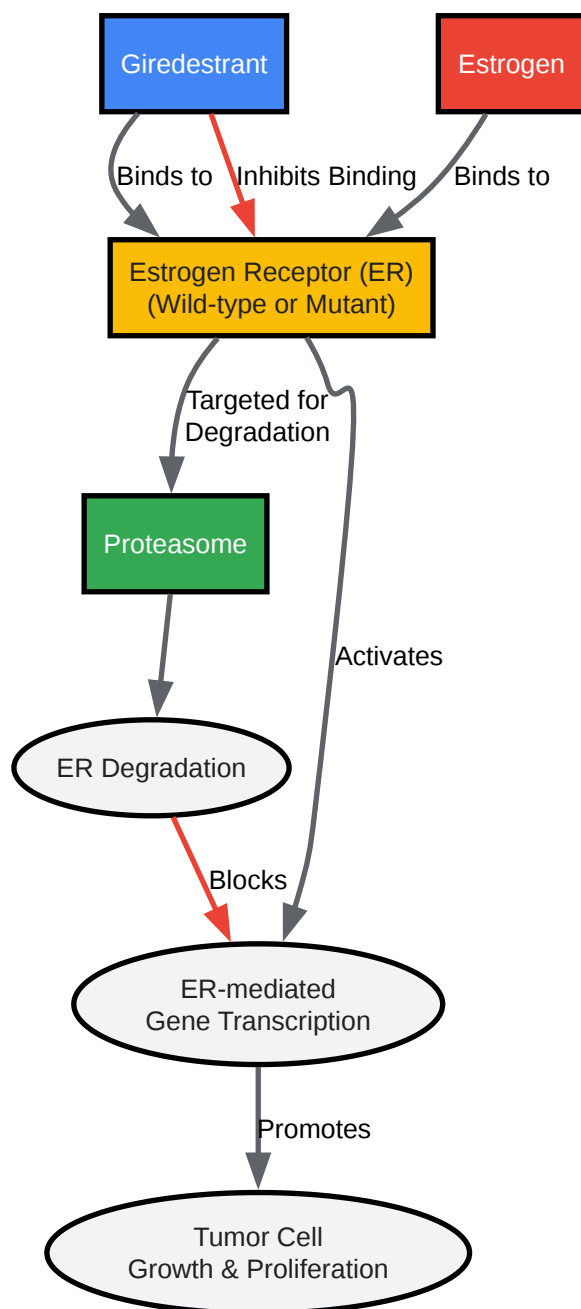 Giredestrant
Estrogen
Binds to
Inhibits Binding
Binds to
Estrogen Receptor (ER)
(Wild-type or Mutant)
Targeted for
Degradation
Proteasome
Activates
ER Degradation
Blocks
ER-mediated
Gene Transcription
Promotes
Tumor Cell
Growth & Proliferation